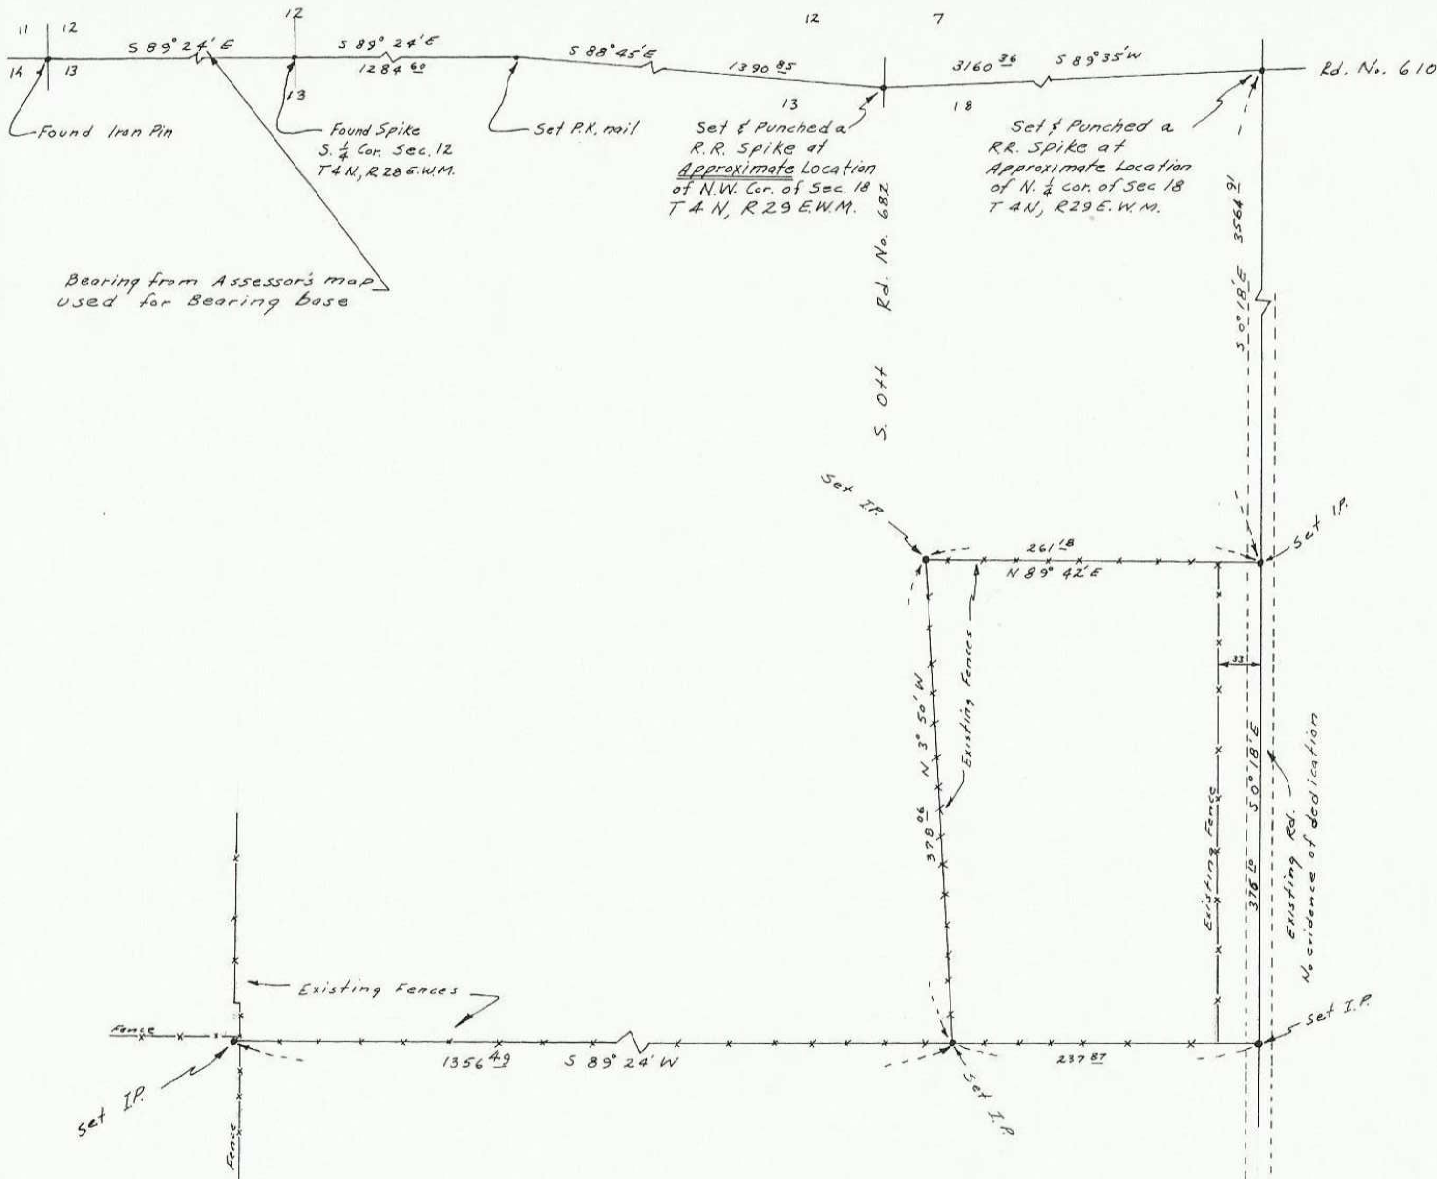 11
12
14
13
12
13
12
7
13
18
S 89° 24' E
S 89° 24' E
1284 60
S 88° 45' E
1390 85
3160 36
S 89° 35' W
Rd. No. 610
Found Iron Pin
Found Spike
S. 1/4 Cor. Sec. 12
T 4 N, R 28 E.W.M.
Set P.K. nail
Set & Punched a
R.R. Spike at
Approximate Location
of N.W. Cor. of Sec 18
T 4 N, R 29 E.W.M.
Set & Punched a
RR. Spike at
Approximate Location
of N. 1/4 cor. of Sec 18
T 4 N, R 29 E.W.M.
Bearing from Assessor's map
used for Bearing base
S. Ott Rd. No. 682
S 0° 18' E 3564 91
Set I.P.
261 18
N 89° 42' E
Set I.P.
Existing Fences
378 06 N 3° 50' W
33
Existing Fence
S 0° 18' E
Existing Rd.
No evidence of dedication
Existing Fences
Fence
1356 49
S 89° 24' W
237 87
Set I.P.
Set I.P.
Set I.P.
Fence